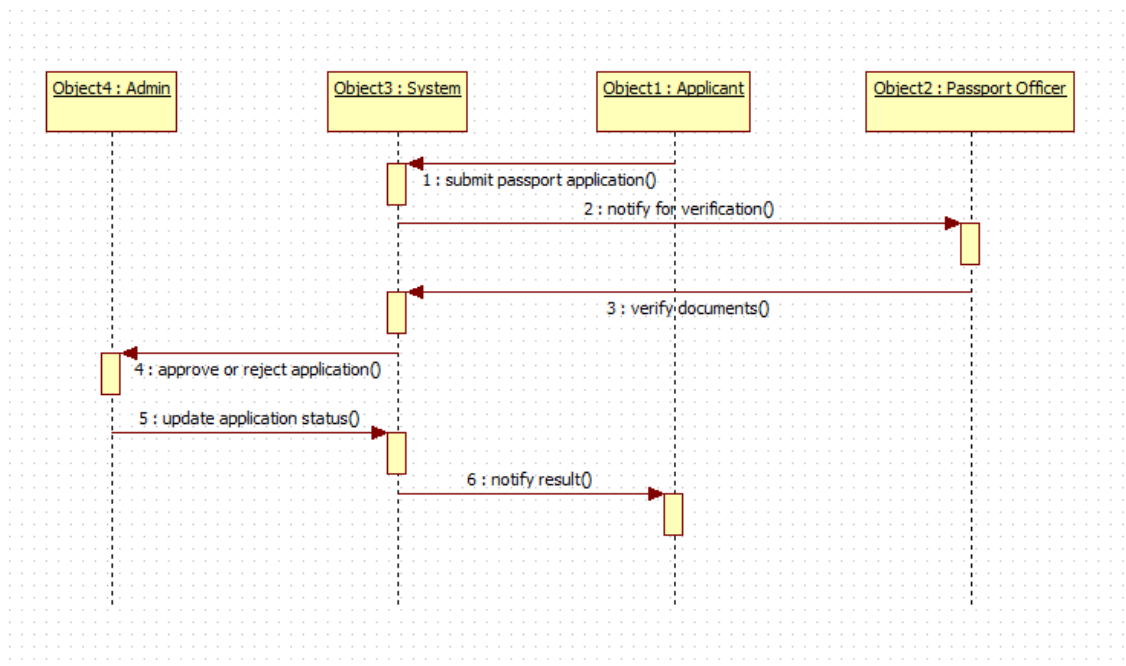 Object4 : Admin
Object3 : System
Object1 : Applicant
Object2 : Passport Officer
1 : submit passport application()
2 : notify for verification()
3 : verify documents()
4 : approve or reject application()
5 : update application status()
6 : notify result()